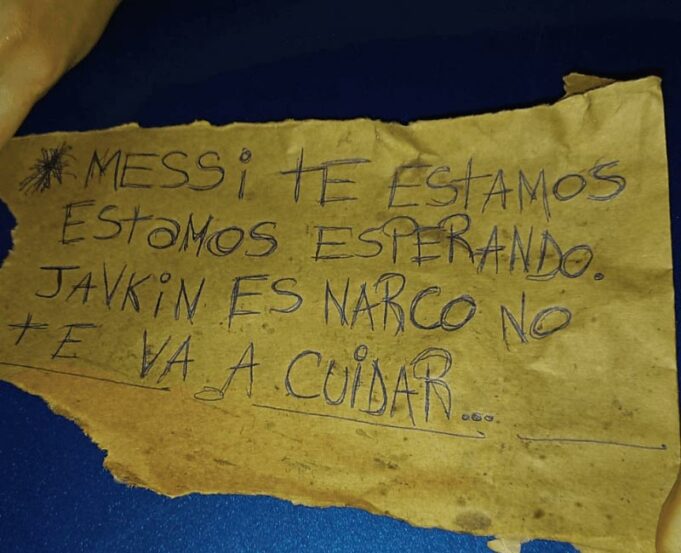 * MESSi tE EStAMOS
EStaMOS ESPERANDO.
JAVKiN ES NARCO NO
tE VA A CUiDAR...